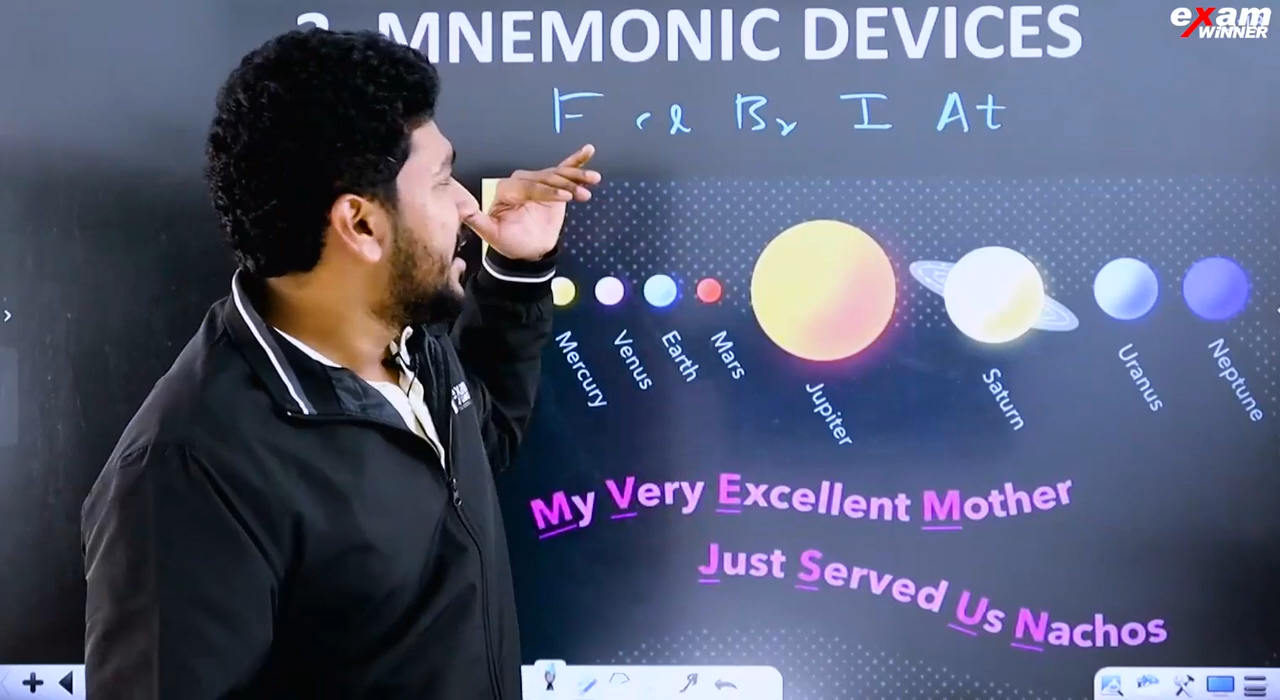 MNEMONIC DEVICES
exam
WINNER
F cl Br I At
Mercury
Venus
Earth
Mars
Jupiter
Saturn
Uranus
Neptune
My Very Excellent Mother
Just Served Us Nachos